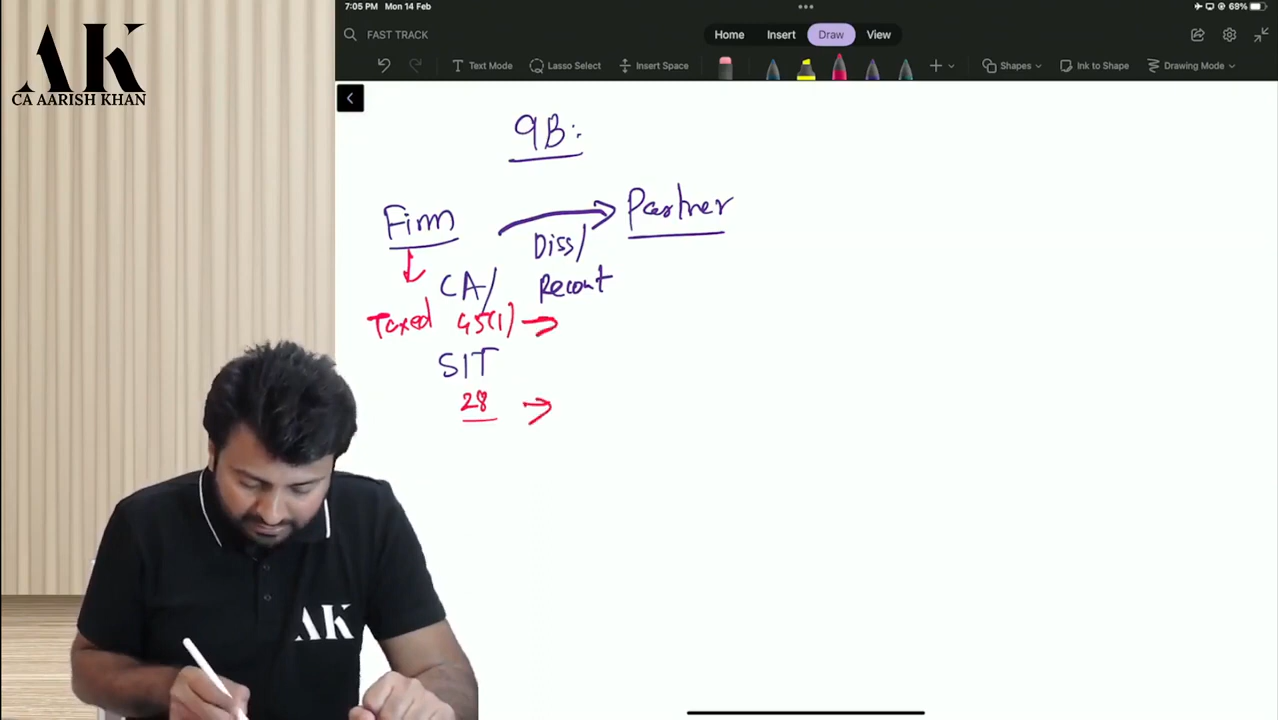 7:05 PM Mon 14 Feb
68%
AK
CA AARISH KHAN
FAST TRACK
Home Insert Draw View
Text Mode Lasso Select Insert Space Shapes Ink to Shape Drawing Mode
9B:
Firm Partner
Diss/
CA/ Reconst
Taxed 45(1)
SIT
28
AK